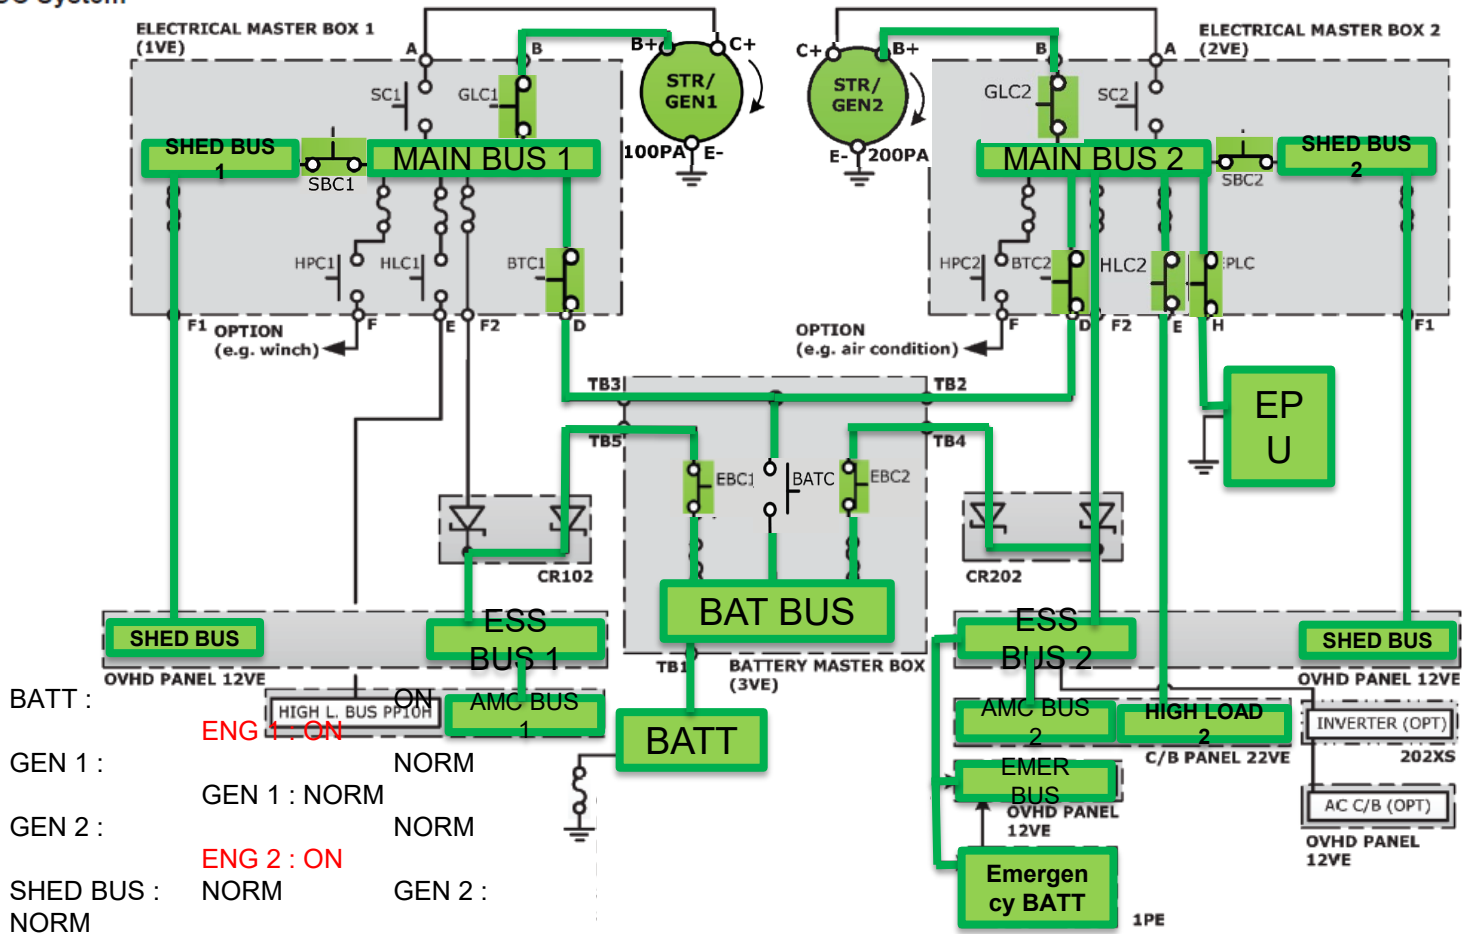 DC System
ELECTRICAL MASTER BOX 1
(1VE)
A
B
B+
C+
C+
B+
B
A
ELECTRICAL MASTER BOX 2
(2VE)
SC1
GLC1
STR/
GEN1
STR/
GEN2
GLC2
SC2
SHED BUS
1
SBC1
MAIN BUS 1
100PA
E-
E-
200PA
MAIN BUS 2
SBC2
SHED BUS
2
HPC1
HLC1
BTC1
HPC2
BTC2
HLC2
EPLC
F1
OPTION
(e.g. winch)
F
E
F2
D
OPTION
(e.g. air condition)
F
D
F2
E
H
F1
TB3
TB2
TB5
TB4
EP
U
EBC1
BATC
EBC2
CR102
CR202
BAT BUS
SHED BUS
ESS
BUS 1
ESS
BUS 2
SHED BUS
OVHD PANEL 12VE
TB1
BATTERY MASTER BOX
(3VE)
OVHD PANEL 12VE
HIGH L. BUS PP10H
AMC BUS
1
BATT
AMC BUS
2
HIGH LOAD
2
C/B PANEL 22VE
INVERTER (OPT)
202XS
EMER
BUS
OVHD PANEL
12VE
AC C/B (OPT)
OVHD PANEL
12VE
Emergen
cy BATT
1PE
BATT : ON
ENG 1 : ON
GEN 1 : NORM
GEN 1 : NORM
GEN 2 : NORM
ENG 2 : ON
SHED BUS : NORM GEN 2 :
NORM